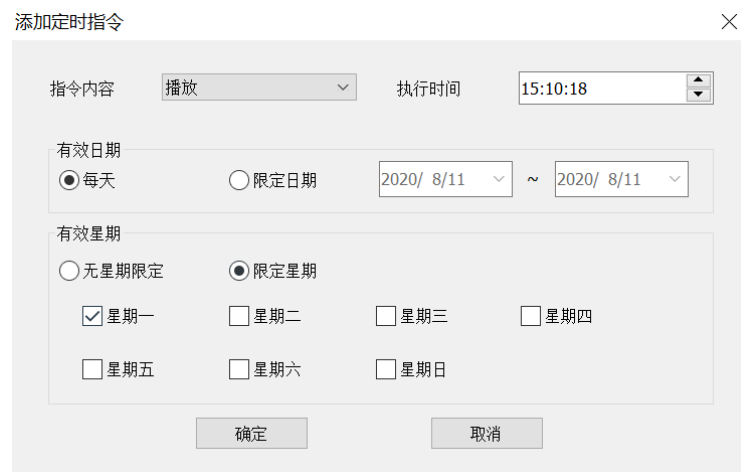 添加定时指令
指令内容 播放 执行时间 15:10:18
有效日期
每天 限定日期 2020/ 8/11 ~ 2020/ 8/11
有效星期
无星期限定 限定星期
星期一 星期二 星期三 星期四
星期五 星期六 星期日
确定 取消